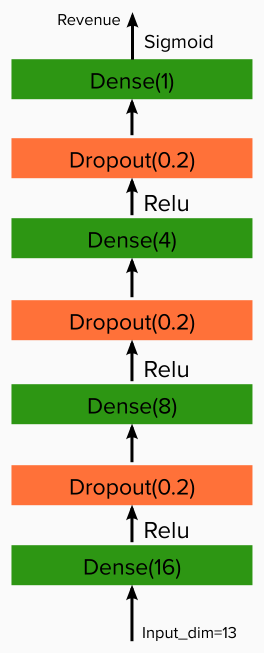 Revenue
Sigmoid
Dense(1)
Dropout(0.2)
Relu
Dense(4)
Dropout(0.2)
Relu
Dense(8)
Dropout(0.2)
Relu
Dense(16)
Input_dim=13